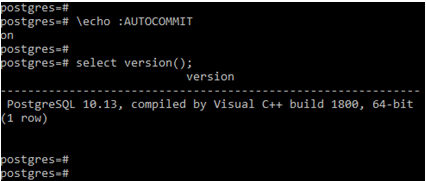 postgres=#
postgres=# \echo :AUTOCOMMIT
on
postgres=#
postgres=# select version();
version
------------------------------------------------------------
PostgreSQL 10.13, compiled by Visual C++ build 1800, 64-bit
(1 row)
postgres=#
postgres=#